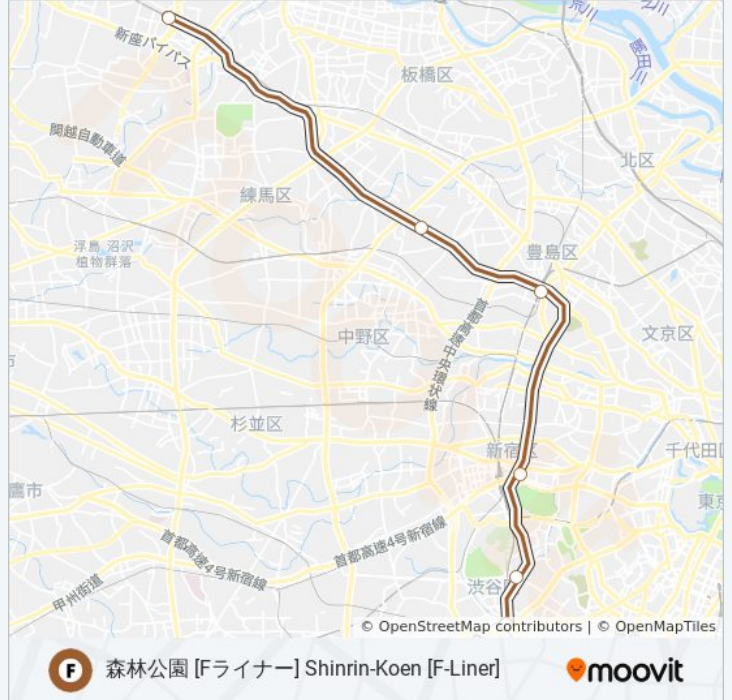 荒川
新座バイパス
板橋区
隅田川
関越自動車道
北区
練馬区
浮島 沼沢
植物群落
豊島区
首都高速中央環状線
中野区
文京区
杉並区
新宿区
千代田区
鷹市
東京
首都高速4号新宿線
首都高速4号新宿線
甲州街道
渋谷区
© OpenStreetMap contributors | © OpenMapTiles
F 森林公園 [Fライナー] Shinrin-Koen [F-Liner]
moovit